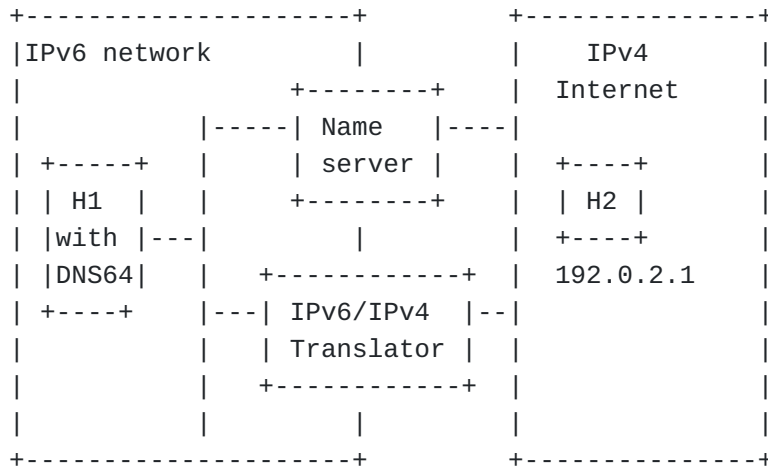 IPv6 network
IPv4
Internet
Name
server
H1
with
DNS64
H2
192.0.2.1
IPv6/IPv4
Translator